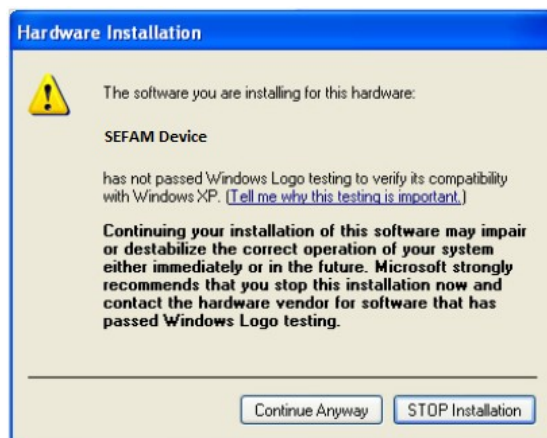 Hardware Installation
The software you are installing for this hardware:
SEFAM Device
has not passed Windows Logo testing to verify its compatibility
with Windows XP. (Tell me why this testing is important.)
Continuing your installation of this software may impair
or destabilize the correct operation of your system
either immediately or in the future. Microsoft strongly
recommends that you stop this installation now and
contact the hardware vendor for software that has
passed Windows Logo testing.
Continue Anyway
STOP Installation